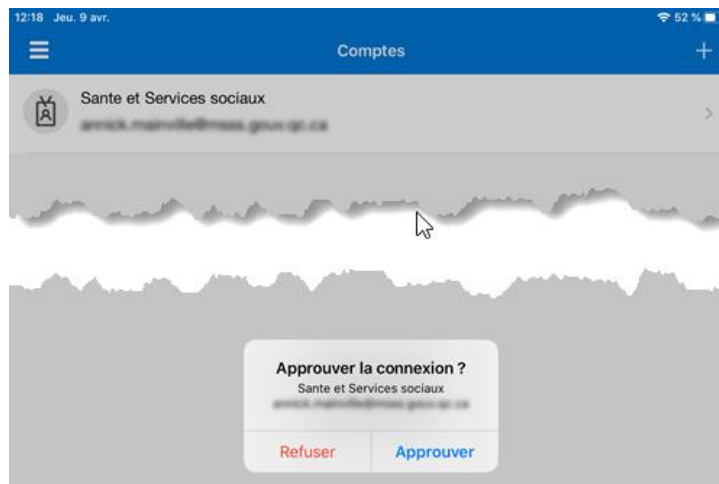 12:18 Jeu. 9 avr. 52 %
Comptes
Sante et Services sociaux
Approuver la connexion ?
Sante et Services sociaux
Refuser Approuver